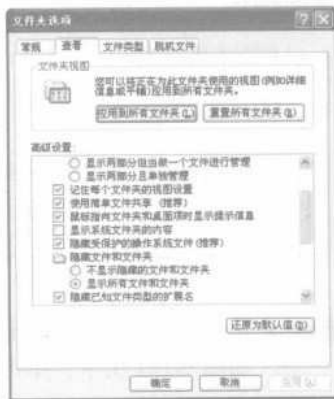 文件夹选项
常规 查看 文件类型 脱机文件
文件夹视图
您可以将正在为此文件夹使用的视图(例如详细
信息或平铺)应用到所有文件夹。
应用到所有文件夹(L) 重置所有文件夹(R)
高级设置:
显示两部分但当做一个文件进行管理
显示两部分且单独管理
记住每个文件夹的视图设置
使用简单文件共享 (推荐)
鼠标指向文件夹和桌面项时显示提示信息
显示系统文件夹的内容
隐藏受保护的操作系统文件(推荐)
隐藏文件和文件夹
不显示隐藏的文件和文件夹
显示所有文件和文件夹
隐藏已知文件类型的扩展名
还原为默认值(D)
确定 取消 应用(A)